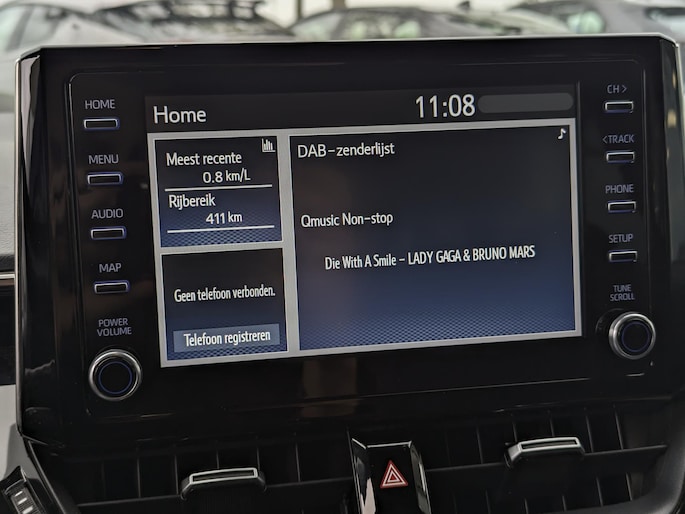 HOME
MENU
AUDIO
MAP
POWER
VOLUME
Home
11:08
Meest recente
0.8 km/L
Rijbereik
411 km
Geen telefoon verbonden.
Telefoon registreren
DAB-zenderlijst
Qmusic Non-stop
Die With A Smile - LADY GAGA & BRUNO MARS
CH >
< TRACK
PHONE
SETUP
TUNE
SCROLL